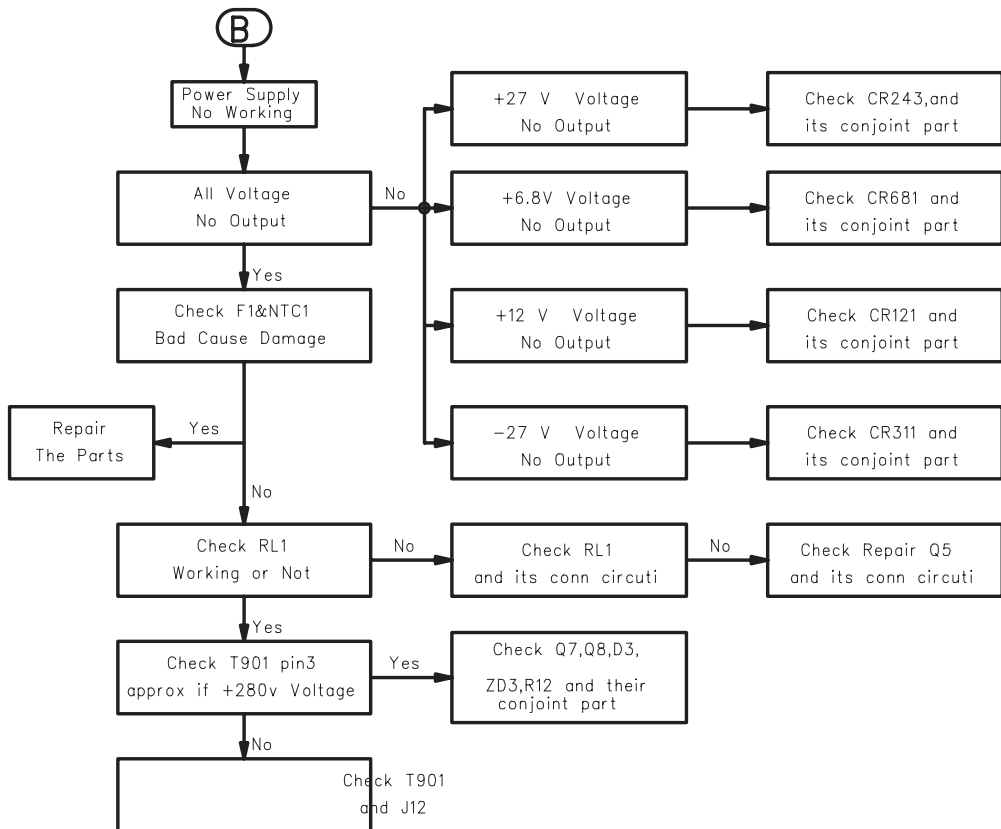 B
Power Supply
No Working
All Voltage
No Output
No
+27 V Voltage
No Output
Check CR243,and
its conjoint part
+6.8V Voltage
No Output
Check CR681 and
its conjoint part
Yes
Check F1&NTC1
Bad Cause Damage
+12 V Voltage
No Output
Check CR121 and
its conjoint part
Repair
The Parts
Yes
-27 V Voltage
No Output
Check CR311 and
its conjoint part
No
Check RL1
Working or Not
No
Check RL1
and its conn circuti
No
Check Repair Q5
and its conn circuti
Yes
Check T901 pin3
approx if +280v Voltage
Yes
Check Q7,Q8,D3,
ZD3,R12 and their
conjoint part
No
Check T901
and J12